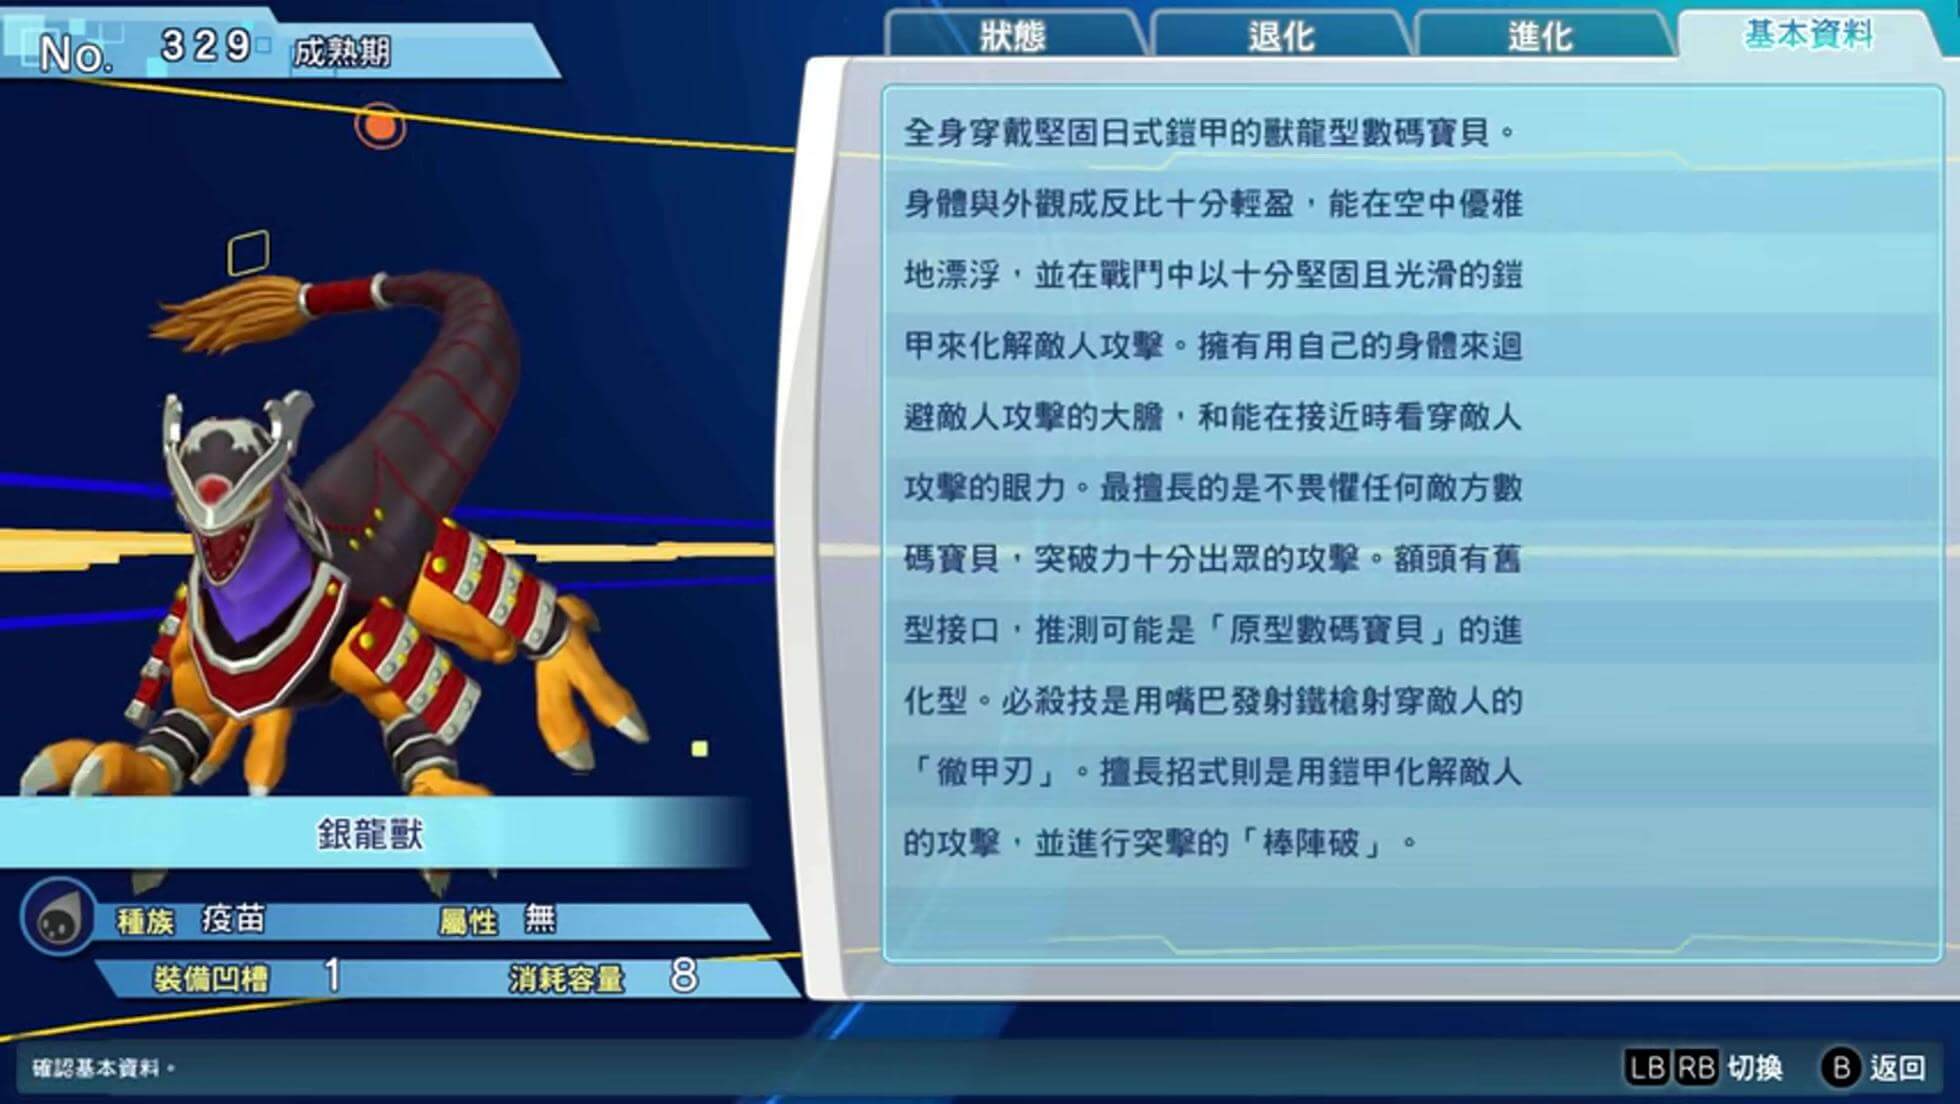 No. 329 成熟期
狀態 退化 進化 基本資料
全身穿戴堅固日式鎧甲的獸龍型數碼寶貝。
身體與外觀成反比十分輕盈，能在空中優雅
地漂浮，並在戰鬥中以十分堅固且光滑的鎧
甲來化解敵人攻擊。擁有用自己的身體來迴
避敵人攻擊的大膽，和能在接近時看穿敵人
攻擊的眼力。最擅長的是不畏懼任何敵方數
碼寶貝，突破力十分出眾的攻擊。額頭有舊
型接口，推測可能是「原型數碼寶貝」的進
化型。必殺技是用嘴巴發射鐵槍射穿敵人的
「徹甲刃」。擅長招式則是用鎧甲化解敵人
的攻擊，並進行突擊的「棒陣破」。
銀龍獸
種族 疫苗 屬性 無
裝備凹槽 1 消耗容量 8
確認基本資料。
LB RB 切換 B 返回